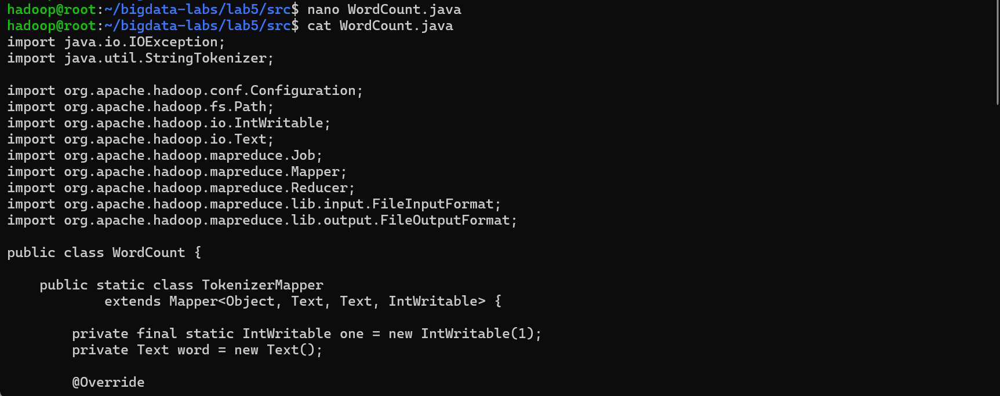 hadoop@root:~/bigdata-labs/lab5/src$ nano WordCount.java
hadoop@root:~/bigdata-labs/lab5/src$ cat WordCount.java
import java.io.IOException;
import java.util.StringTokenizer;

import org.apache.hadoop.conf.Configuration;
import org.apache.hadoop.fs.Path;
import org.apache.hadoop.io.IntWritable;
import org.apache.hadoop.io.Text;
import org.apache.hadoop.mapreduce.Job;
import org.apache.hadoop.mapreduce.Mapper;
import org.apache.hadoop.mapreduce.Reducer;
import org.apache.hadoop.mapreduce.lib.input.FileInputFormat;
import org.apache.hadoop.mapreduce.lib.output.FileOutputFormat;

public class WordCount {

    public static class TokenizerMapper
            extends Mapper<Object, Text, Text, IntWritable> {

        private final static IntWritable one = new IntWritable(1);
        private Text word = new Text();

        @Override